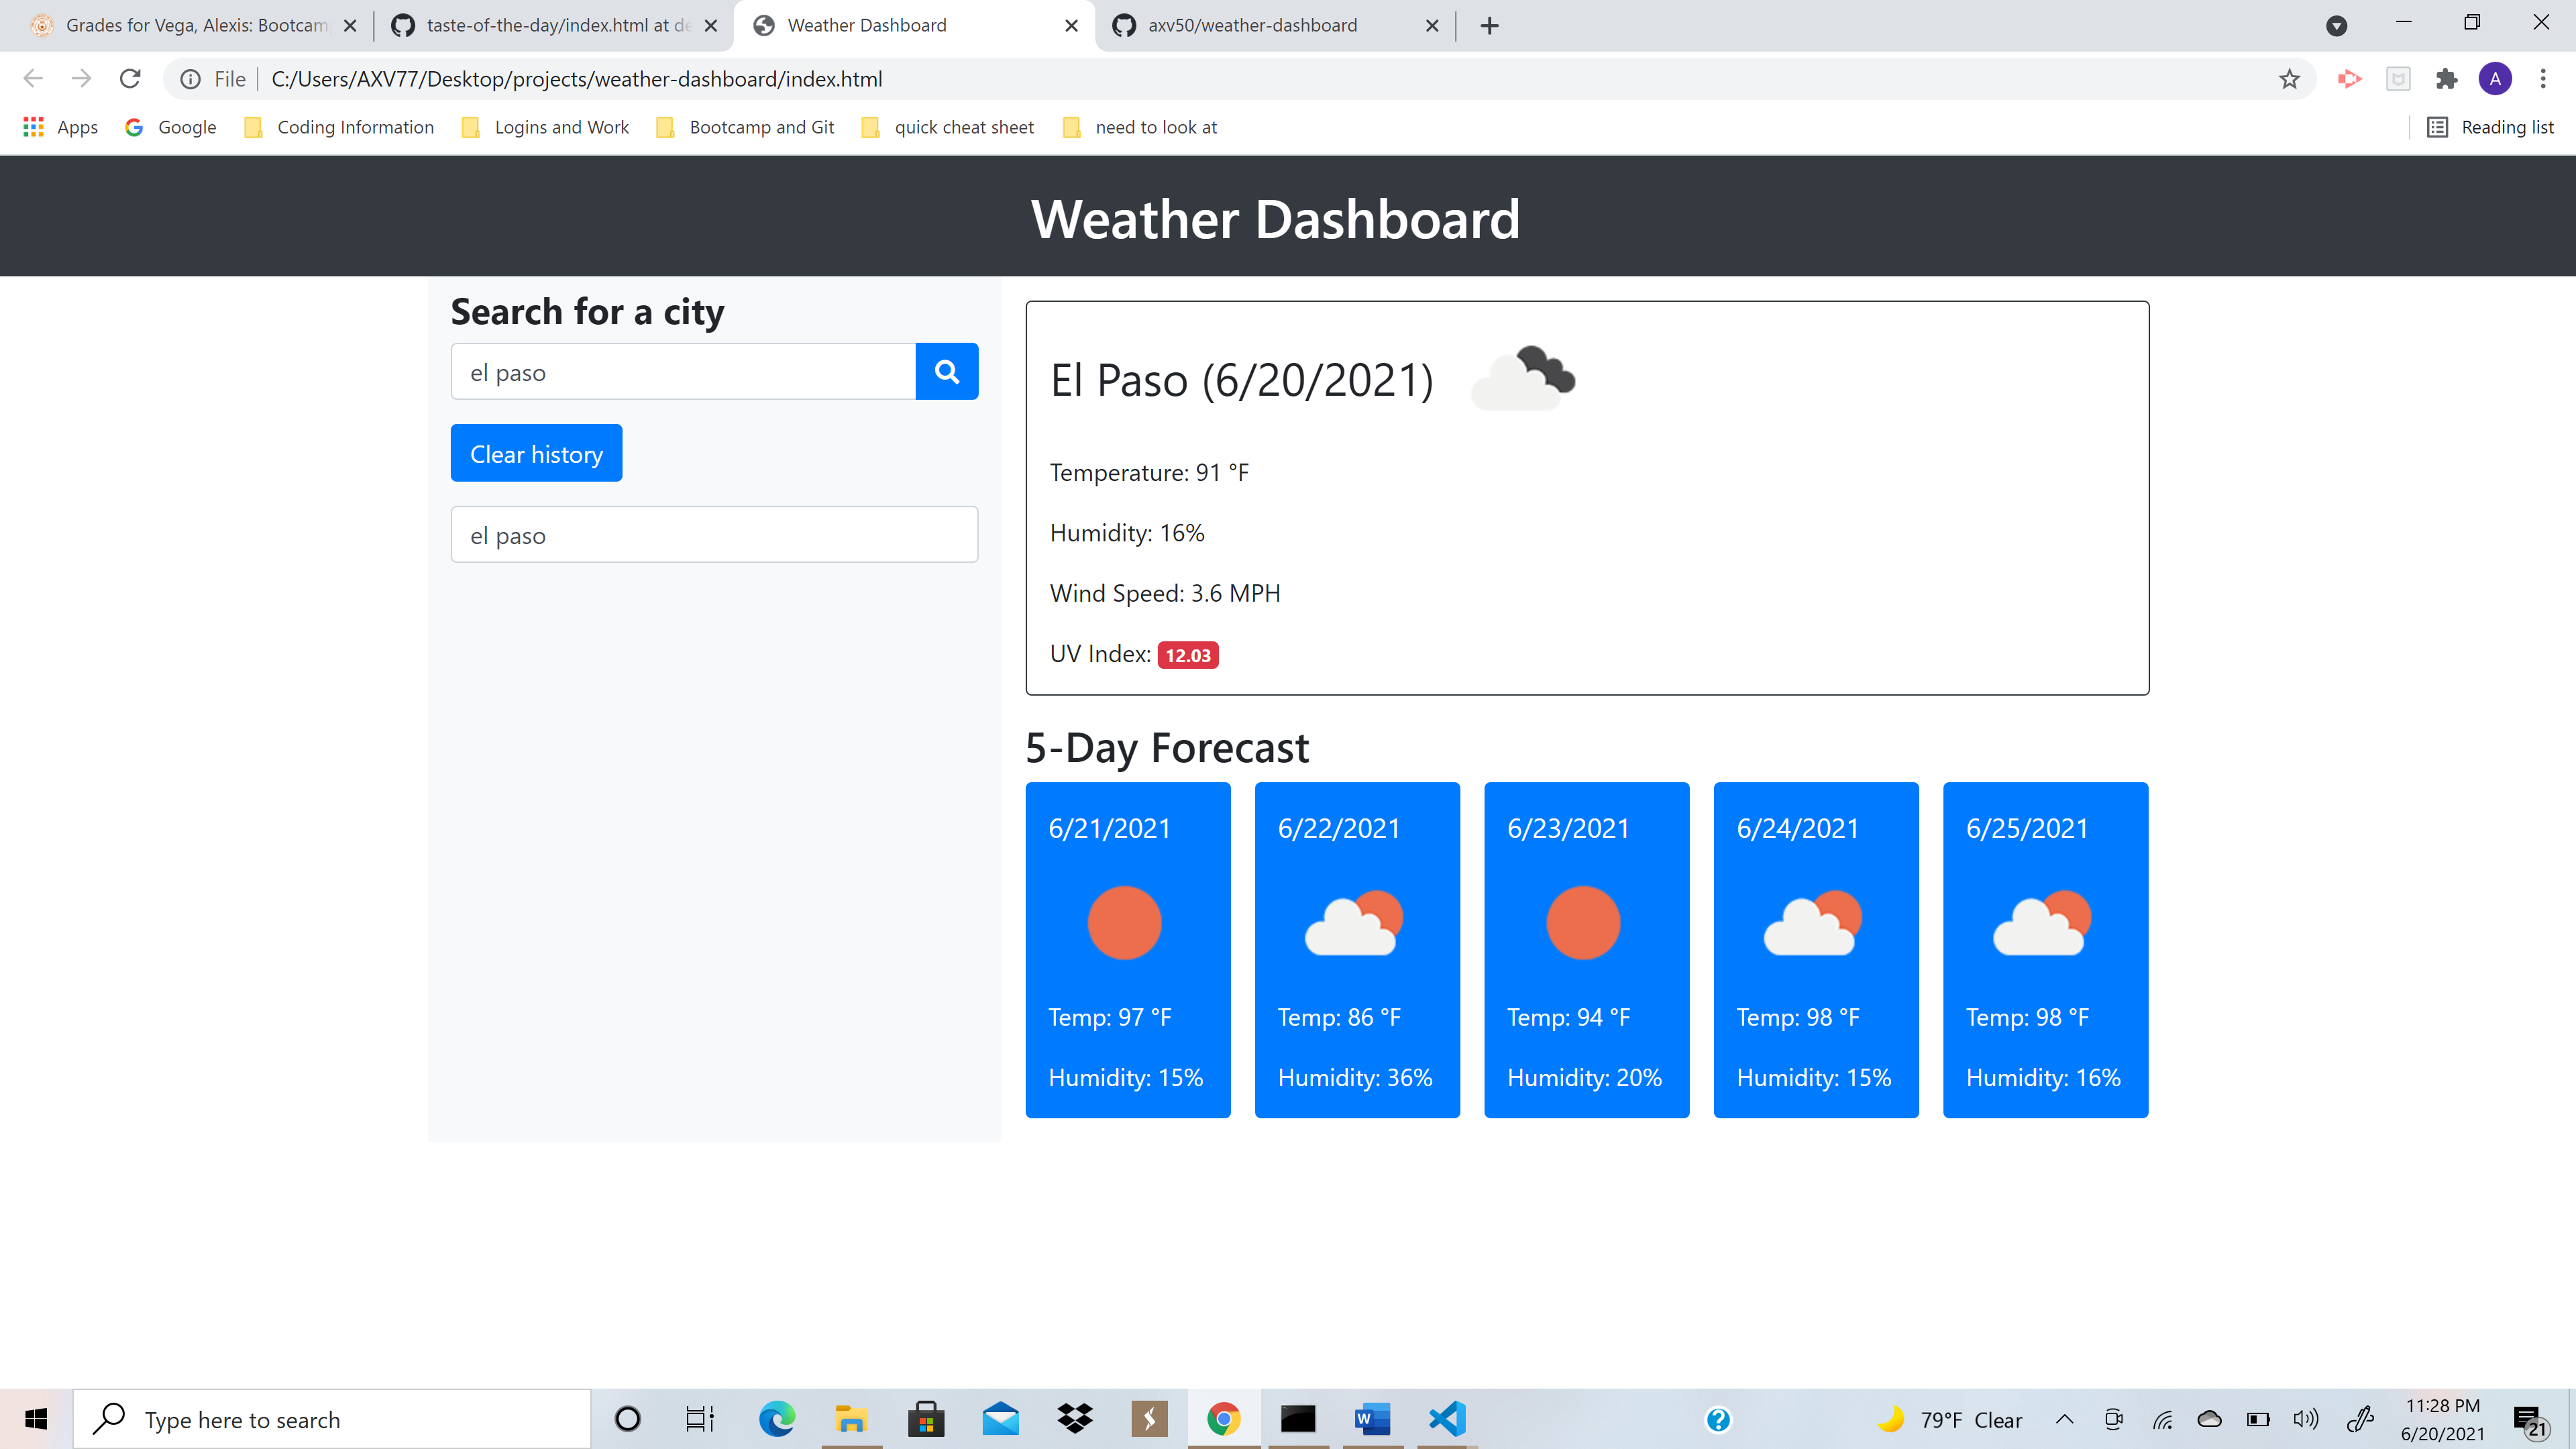 Grades for Vega, Alexis: Bootcam
taste-of-the-day/index.html at de
Weather Dashboard
axv50/weather-dashboard
File
C:/Users/AXV77/Desktop/projects/weather-dashboard/index.html
A
Apps
Google
Coding Information
Logins and Work
Bootcamp and Git
quick cheat sheet
need to look at
Reading list
Weather Dashboard
Search for a city
el paso
Clear history
el paso
El Paso (6/20/2021)
Temperature: 91 °F
Humidity: 16%
Wind Speed: 3.6 MPH
UV Index: 12.03
5-Day Forecast
6/21/2021
Temp: 97 °F
Humidity: 15%
6/22/2021
Temp: 86 °F
Humidity: 36%
6/23/2021
Temp: 94 °F
Humidity: 20%
6/24/2021
Temp: 98 °F
Humidity: 15%
6/25/2021
Temp: 98 °F
Humidity: 16%
Type here to search
79°F Clear
11:28 PM
6/20/2021
21